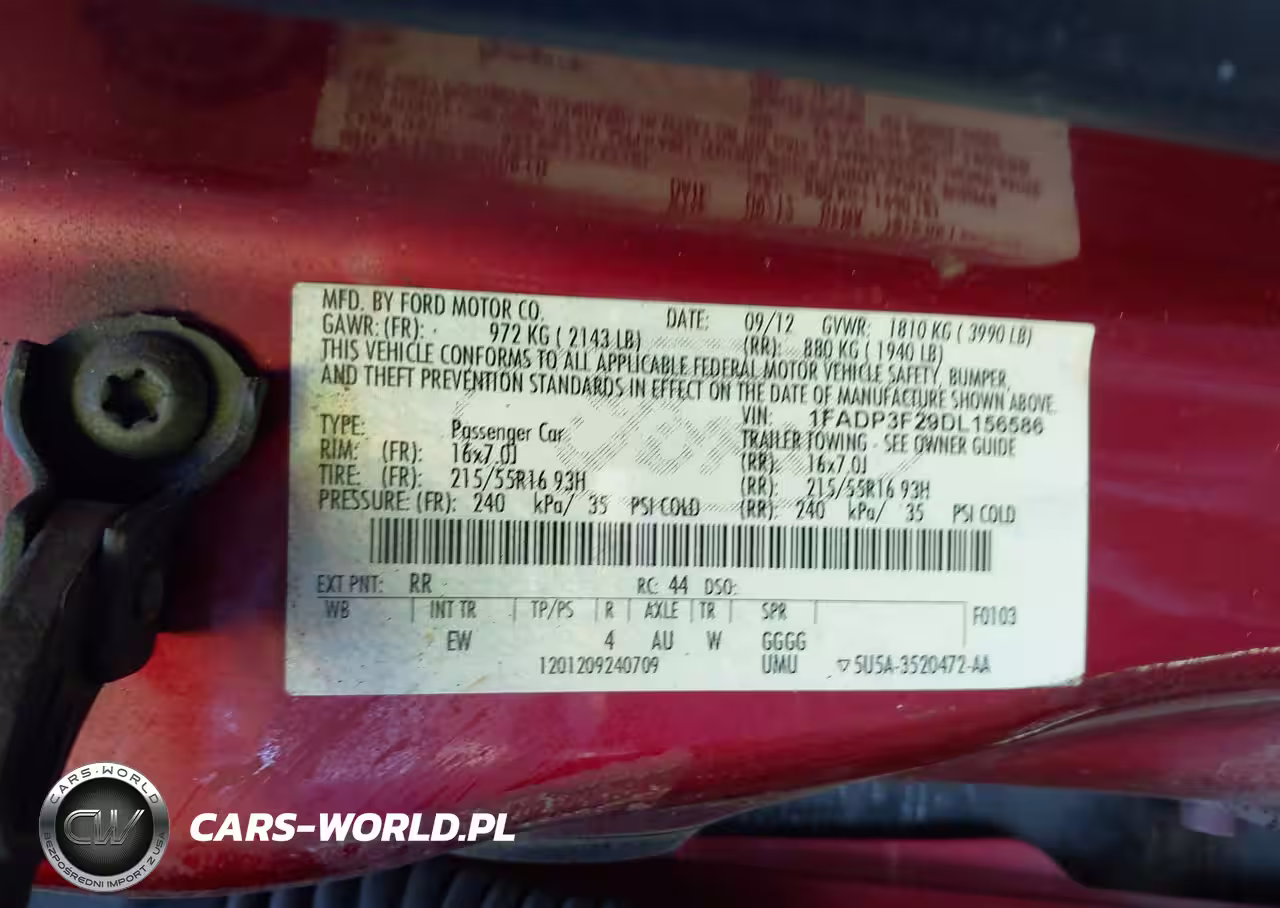 MFD. BY FORD MOTOR CO. DATE: 09/12 GVWR: 1810 KG ( 3990 LB)
GAWR: (FR): 972 KG ( 2143 LB) (RR): 880 KG ( 1940 LB)
THIS VEHICLE CONFORMS TO ALL APPLICABLE FEDERAL MOTOR VEHICLE SAFETY, BUMPER,
AND THEFT PREVENTION STANDARDS IN EFFECT ON THE DATE OF MANUFACTURE SHOWN ABOVE.
VIN: 1FADP3F29DL156586
TYPE: Passenger Car TRAILER TOWING - SEE OWNER GUIDE
RIM: (FR): 16x7.0J (RR): 16x7.0J
TIRE: (FR): 215/55R16 93H (RR): 215/55R16 93H
PRESSURE: (FR): 240 kPa/ 35 PSI COLD (RR): 240 kPa/ 35 PSI COLD
EXT PNT: RR RC: 44 DSO:
WB INT TR TP/PS R AXLE TR SPR F0103
EW 4 AU W GGGG
1201209240709 UMU ▽5U5A-3520472-AA
CARS-WORLD
CW
BEZPOŚREDNI IMPORT Z USA
CARS-WORLD.PL